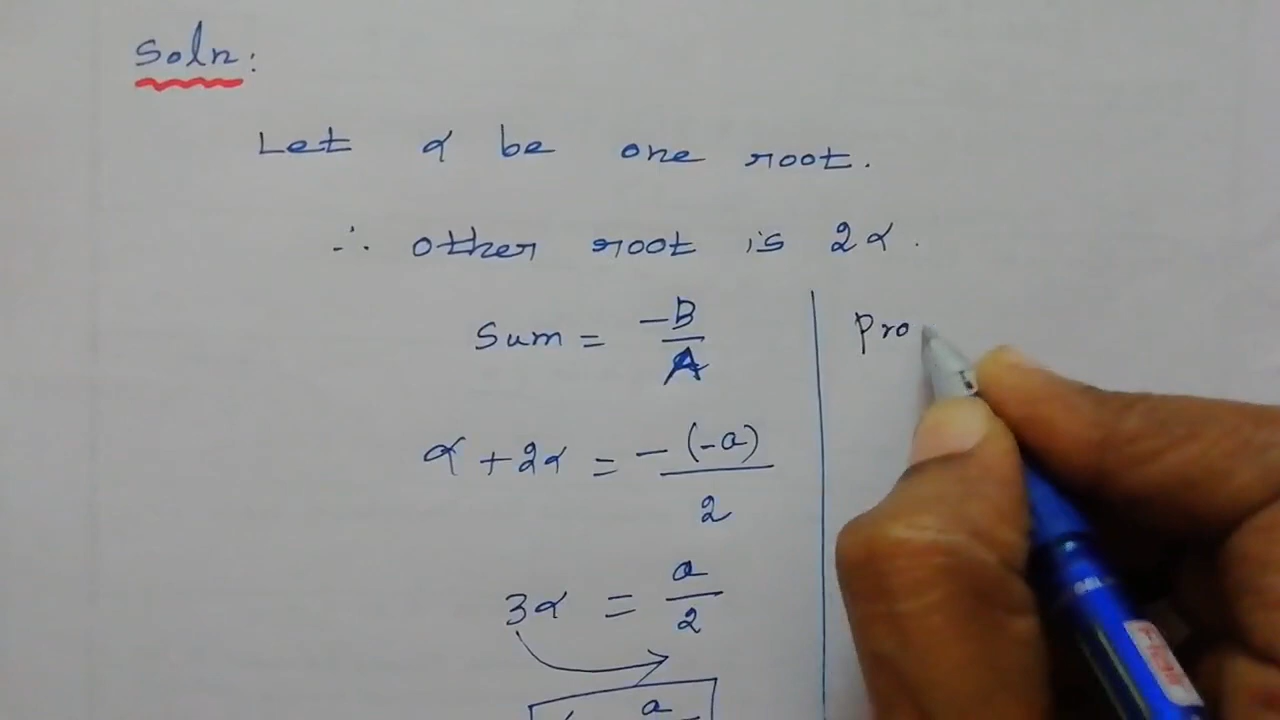 Soln:
Let α be one root.
∴ other root is 2α.
Sum = -B/A
α + 2α = -(-a)/2
3α = a/2
a
Pro